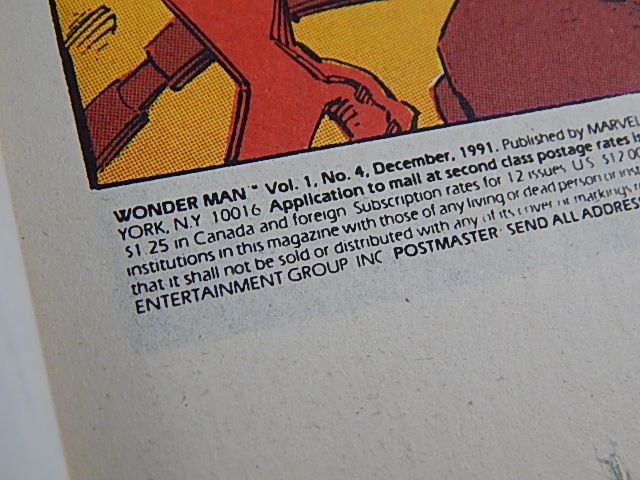 WONDER MAN™ Vol. 1, No. 4, December, 1991. Published by MARVEL
YORK, N.Y. 10016 Application to mail at second class postage rates is
$1.25 in Canada and foreign Subscription rates for 12 issues U.S. $12.00
institutions in this magazine with those of any living or dead person or inst
that it shall not be sold or distributed with any of its cover or markings
ENTERTAINMENT GROUP INC POSTMASTER SEND ALL ADDRESS